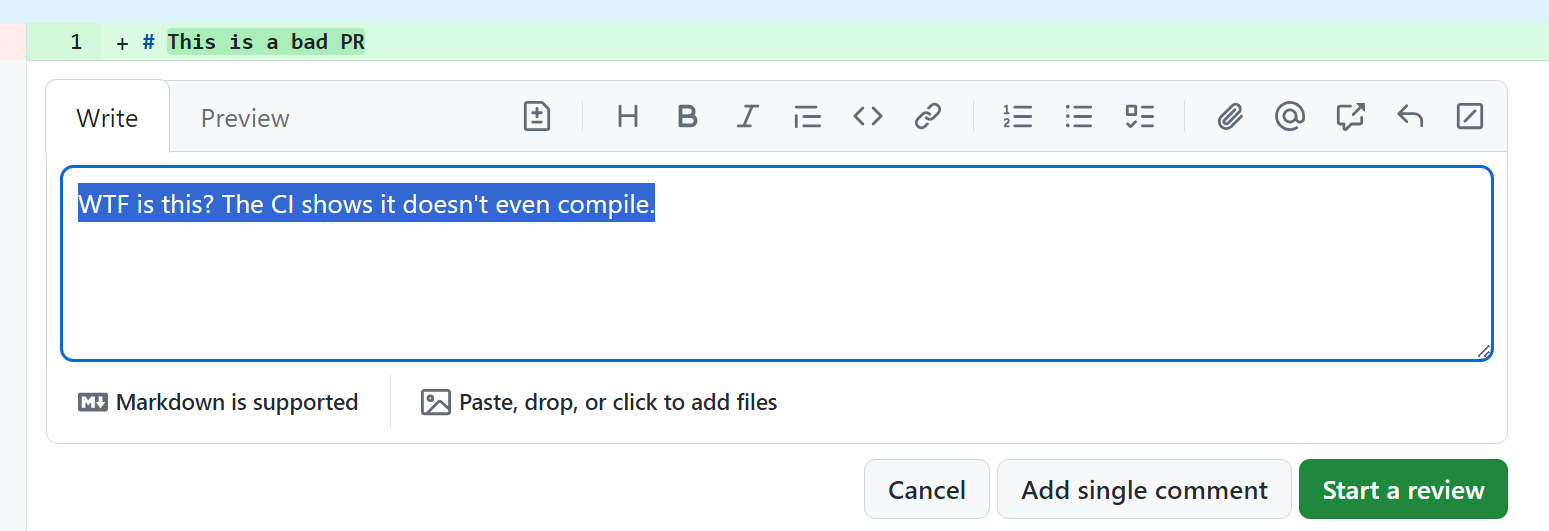 1 + # This is a bad PR
Write Preview
WTF is this? The CI shows it doesn't even compile.
Markdown is supported Paste, drop, or click to add files
Cancel Add single comment Start a review